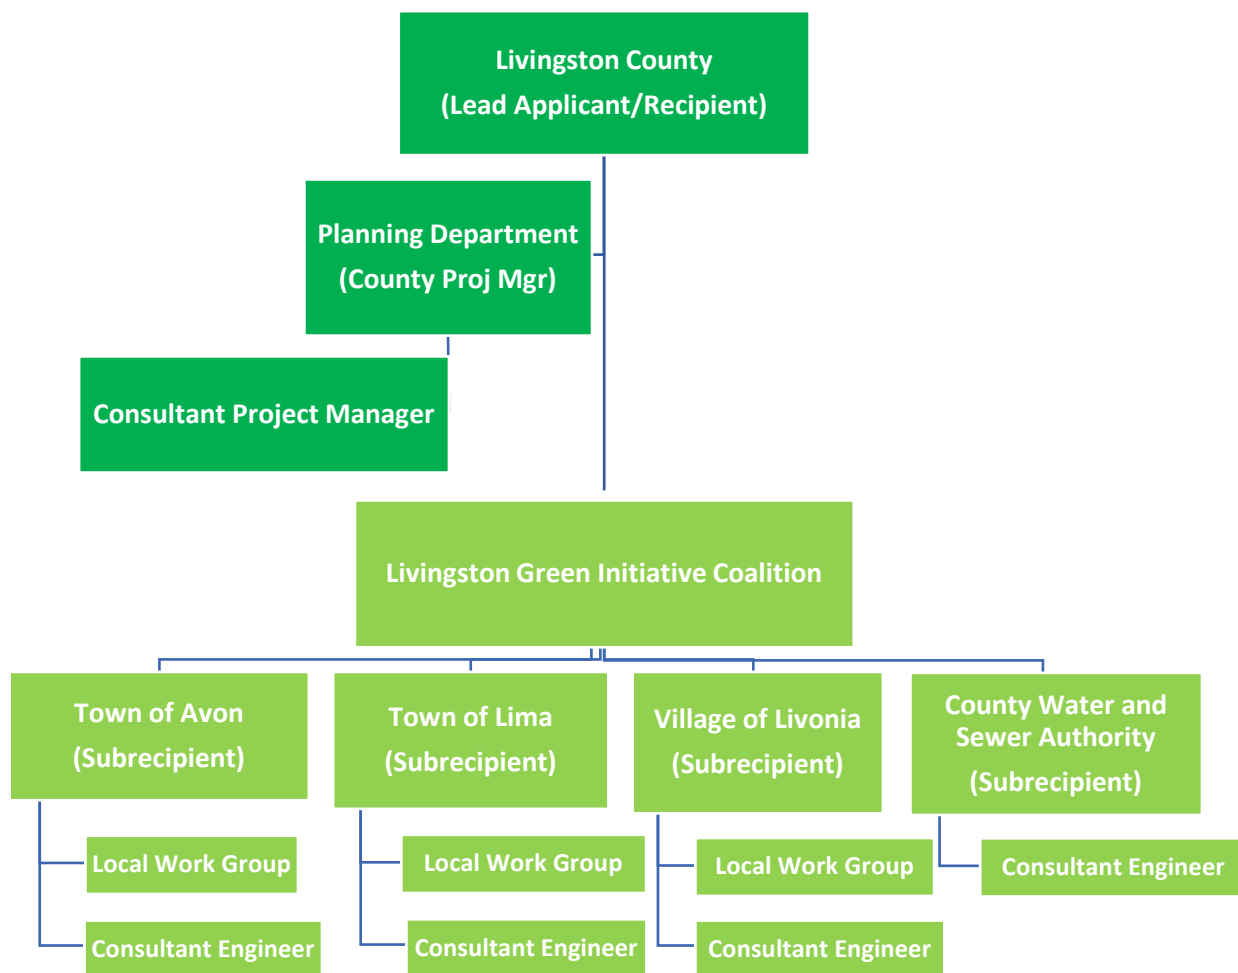 Livingston County
(Lead Applicant/Recipient)
Planning Department
(County Proj Mgr)
Consultant Project Manager
Livingston Green Initiative Coalition
Town of Avon
(Subrecipient)
Town of Lima
(Subrecipient)
Village of Livonia
(Subrecipient)
County Water and
Sewer Authority
(Subrecipient)
Local Work Group
Consultant Engineer
Local Work Group
Consultant Engineer
Local Work Group
Consultant Engineer
Consultant Engineer